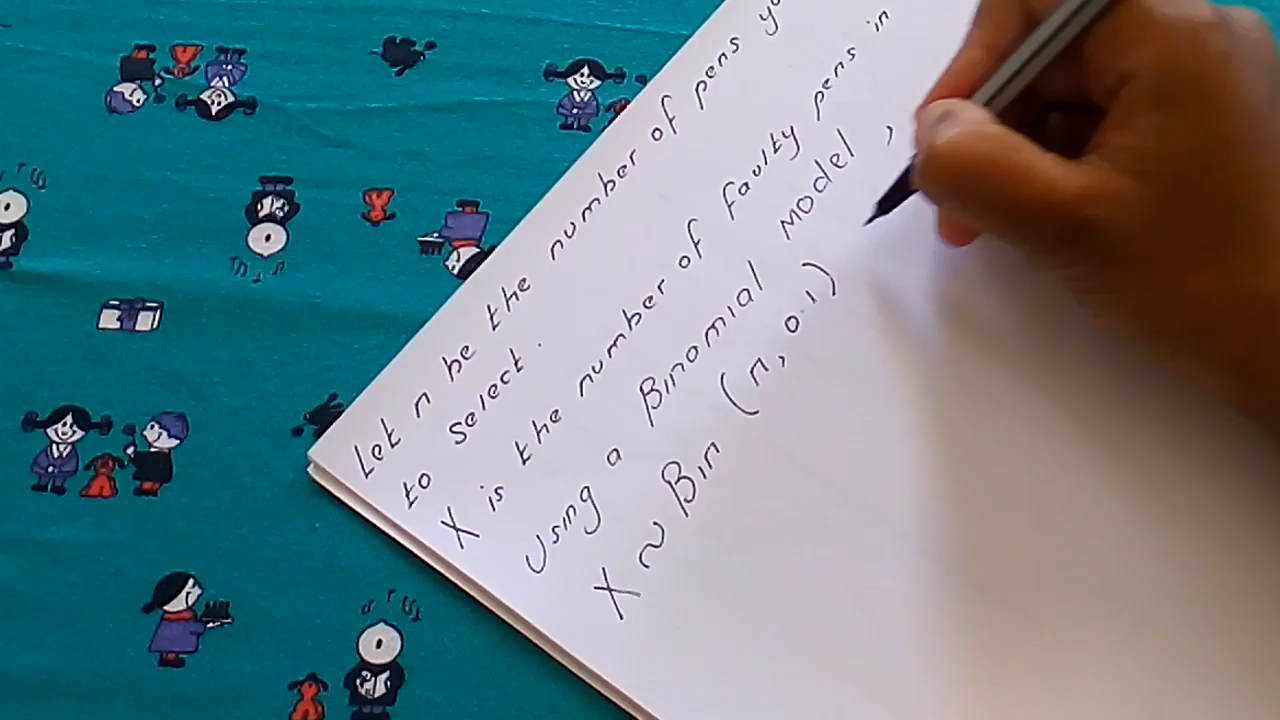 Let n be the number of pens
to select.
X is the number of faulty pens in
Using a Binomial Model,
X ~ Bin (n, 0.1)